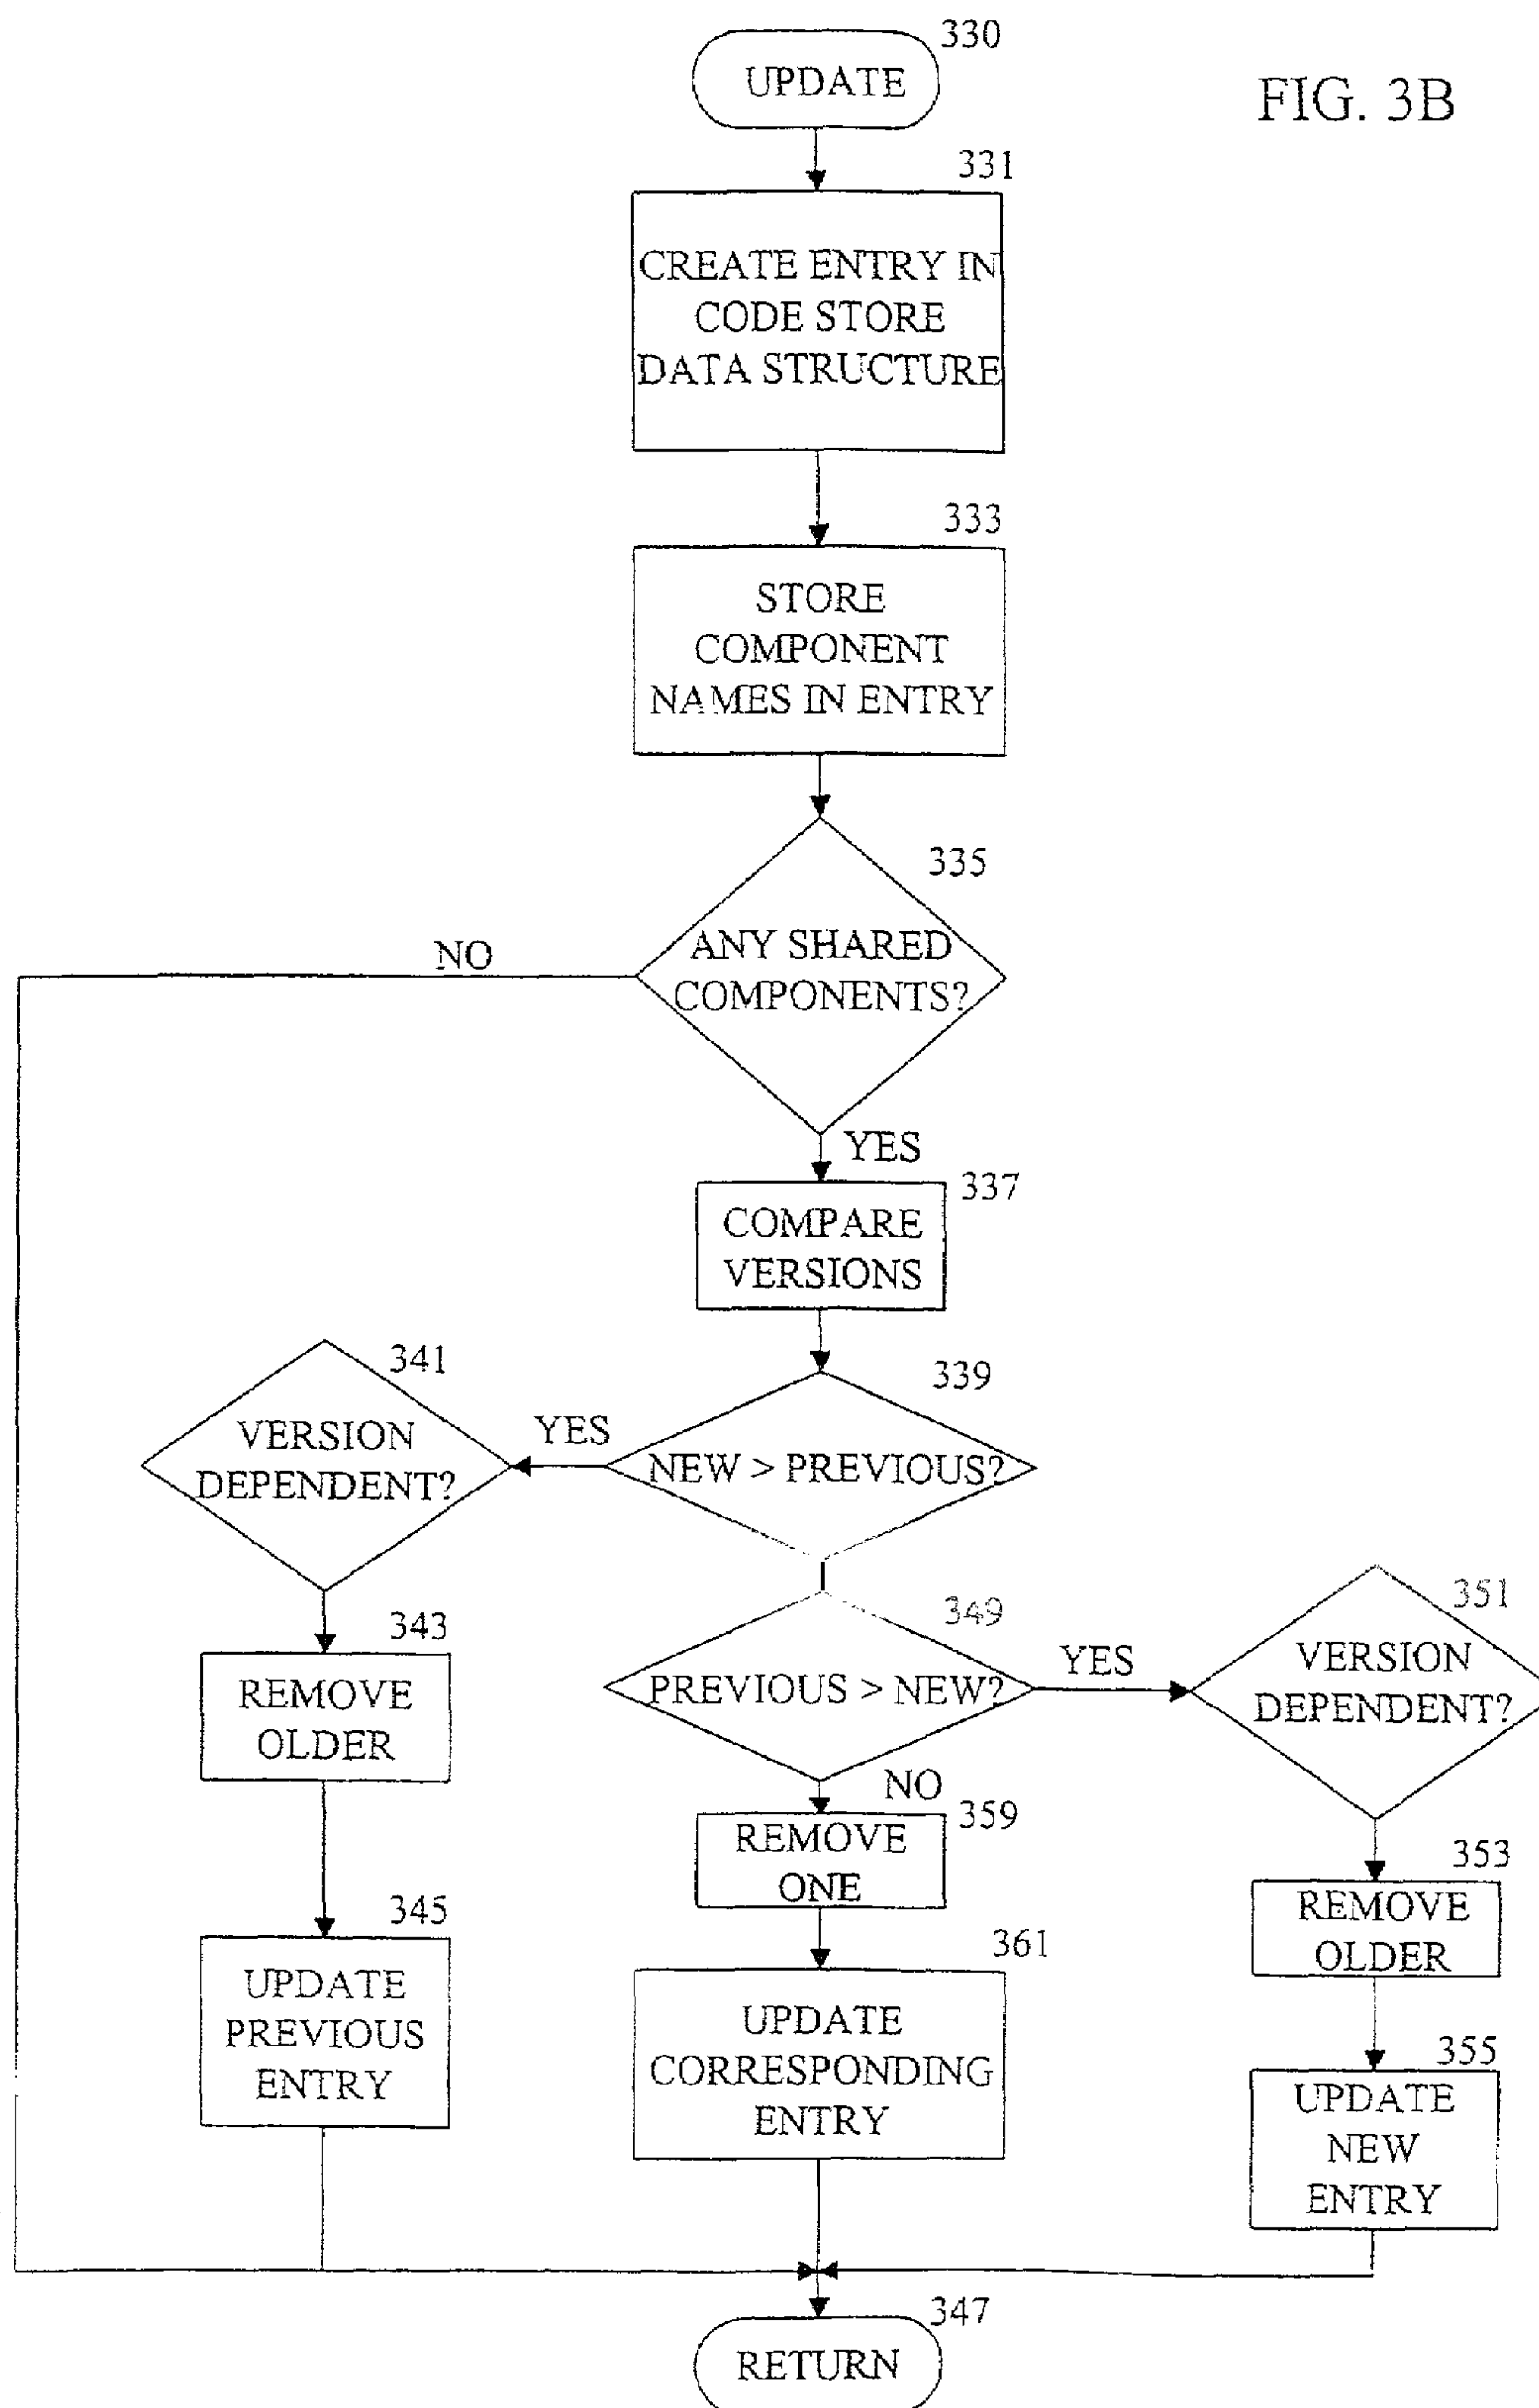 330
UPDATE
FIG. 3B
331
CREATE ENTRY IN
CODE STORE
DATA STRUCTURE
333
STORE
COMPONENT
NAMES IN ENTRY
335
ANY SHARED
COMPONENTS?
NO
YES
337
COMPARE
VERSIONS
339
NEW > PREVIOUS?
YES
341
VERSION
DEPENDENT?
343
REMOVE
OLDER
345
UPDATE
PREVIOUS
ENTRY
349
PREVIOUS > NEW?
YES
351
VERSION
DEPENDENT?
NO
359
REMOVE
ONE
361
UPDATE
CORRESPONDING
ENTRY
353
REMOVE
OLDER
355
UPDATE
NEW
ENTRY
347
RETURN